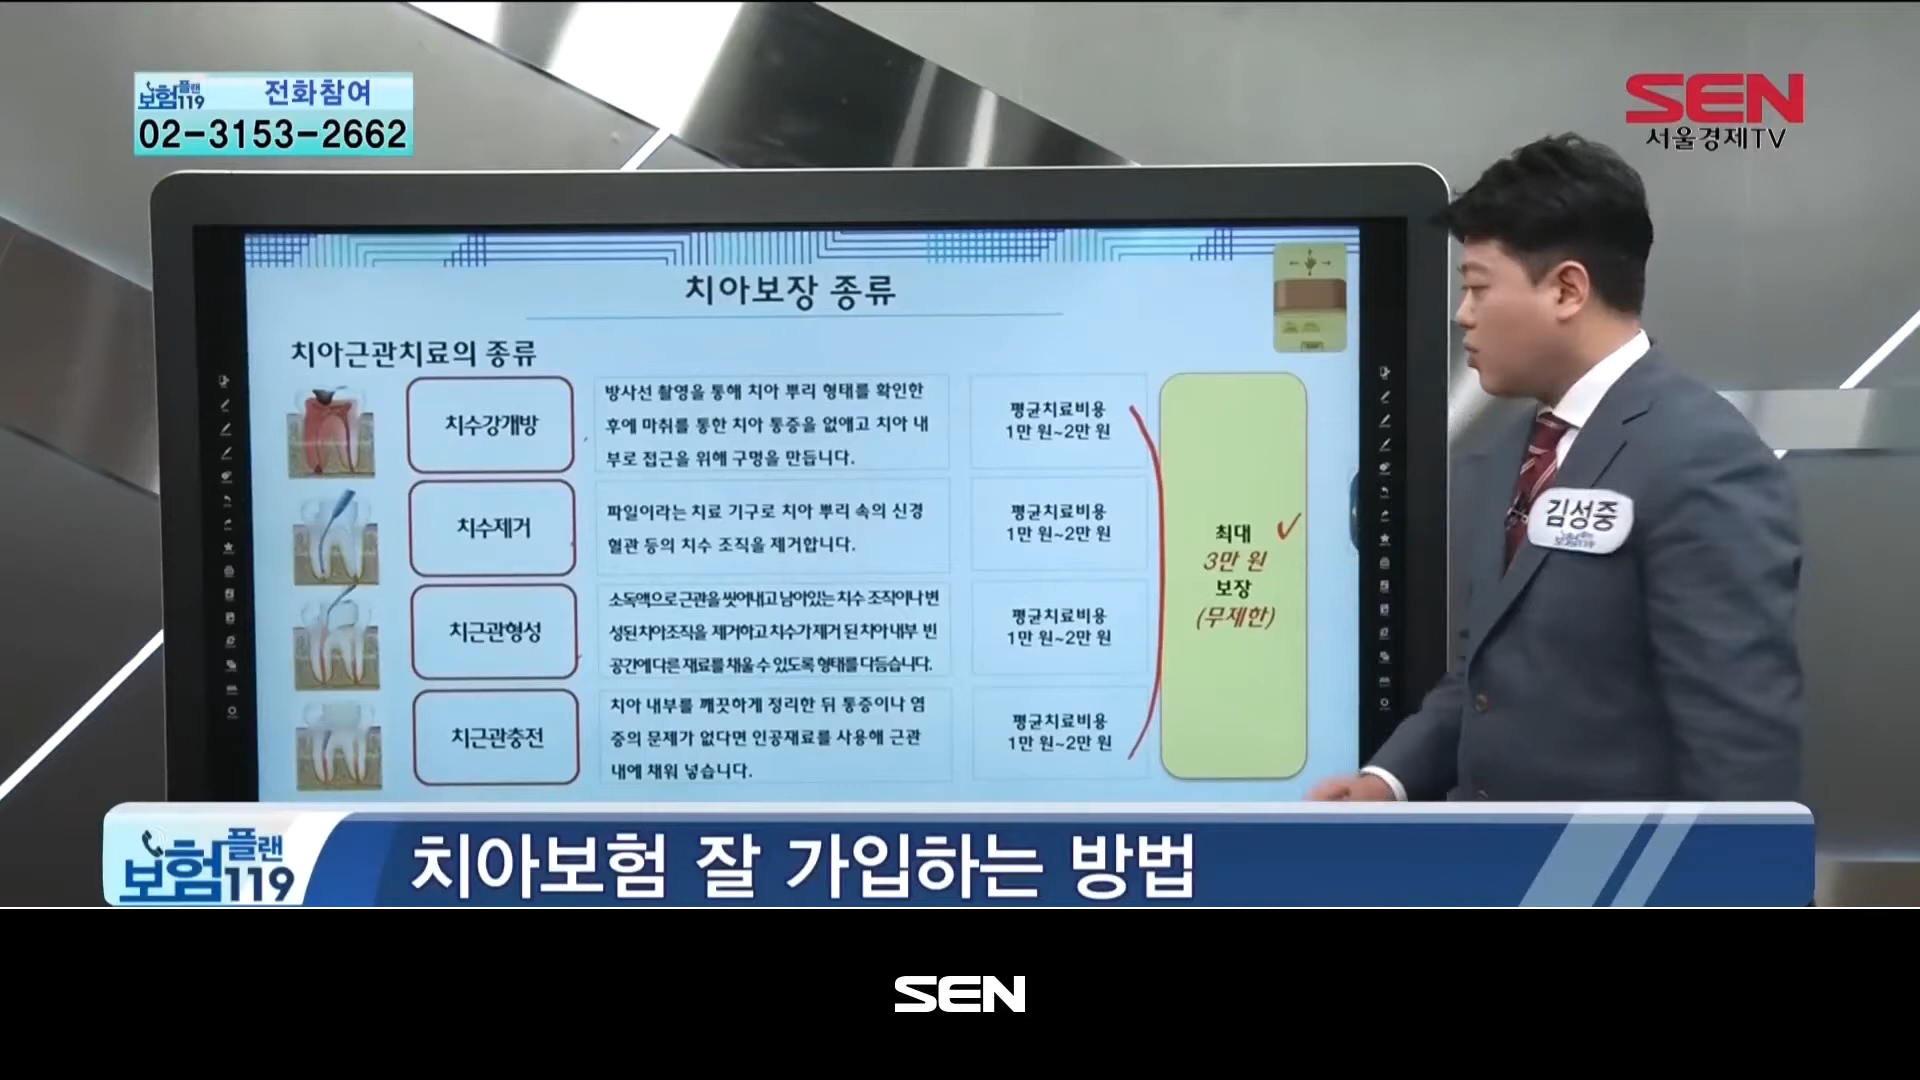 보험플랜119
전화참여
02-3153-2662
SEN
서울경제TV
치아보장 종류
치아근관치료의 종류
치수강개방
방사선 촬영을 통해 치아 뿌리 형태를 확인한
후에 마취를 통한 치아 통증을 없애고 치아 내
부로 접근을 위해 구멍을 만듭니다.
평균치료비용
1만 원~2만 원
치수제거
파일이라는 치료 기구로 치아 뿌리 속의 신경
혈관 등의 치수 조직을 제거합니다.
평균치료비용
1만 원~2만 원
치근관형성
소독액으로 근관을 씻어내고 남아있는 치수 조직이나 변
성된 치아조직을 제거하고 치수가 제거 된 치아 내부 빈
공간에 다른 재료를 채울 수 있도록 형태를 다듬습니다.
평균치료비용
1만 원~2만 원
치근관충전
치아 내부를 깨끗하게 정리한 뒤 통증이나 염
증의 문제가 없다면 인공재료를 사용해 근관
내에 채워 넣습니다.
평균치료비용
1만 원~2만 원
최대
3만 원
보장
(무제한)
김성중
보험플랜119
치아보험 잘 가입하는 방법
SEN